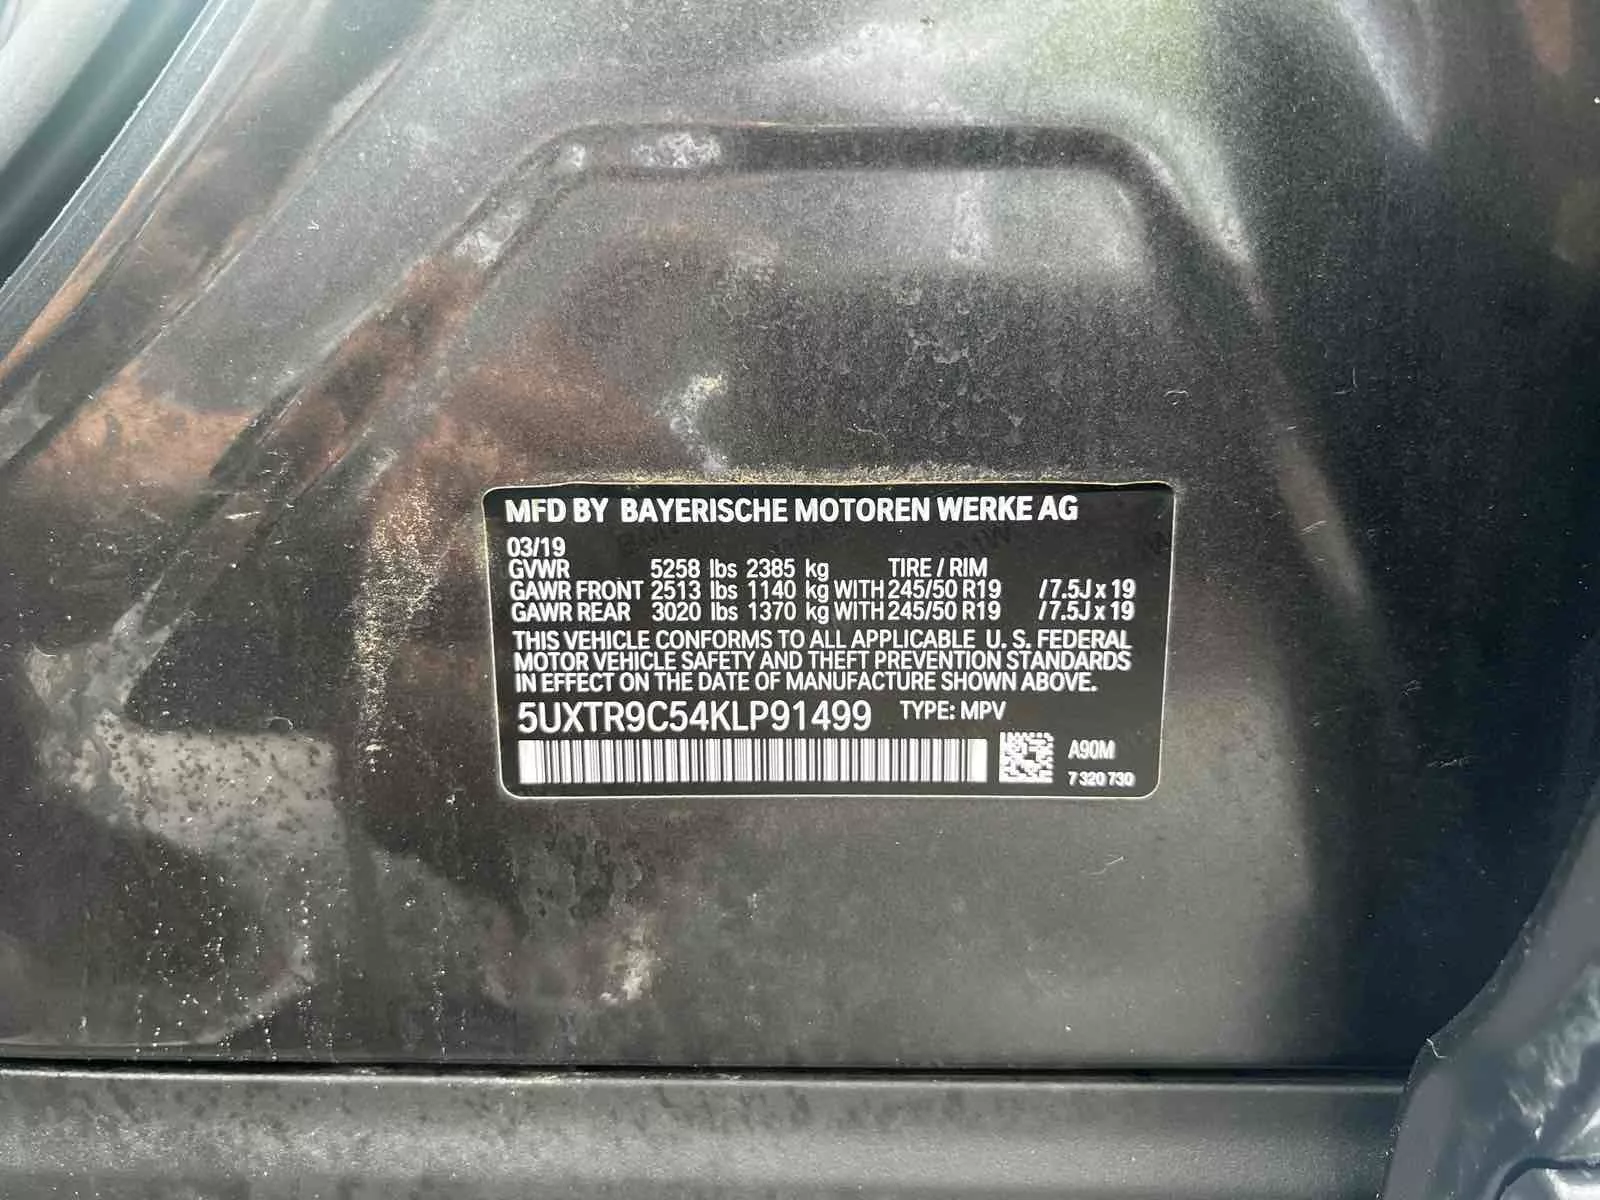 MFD BY BAYERISCHE MOTOREN WERKE AG
03/19
GVWR 5258 lbs 2385 kg TIRE / RIM
GAWR FRONT 2513 lbs 1140 kg WITH 245/50 R19 /7.5J x 19
GAWR REAR 3020 lbs 1370 kg WITH 245/50 R19 /7.5J x 19
THIS VEHICLE CONFORMS TO ALL APPLICABLE U. S. FEDERAL
MOTOR VEHICLE SAFETY AND THEFT PREVENTION STANDARDS
IN EFFECT ON THE DATE OF MANUFACTURE SHOWN ABOVE.
5UXTR9C54KLP91499 TYPE: MPV
A90M
7 320 730